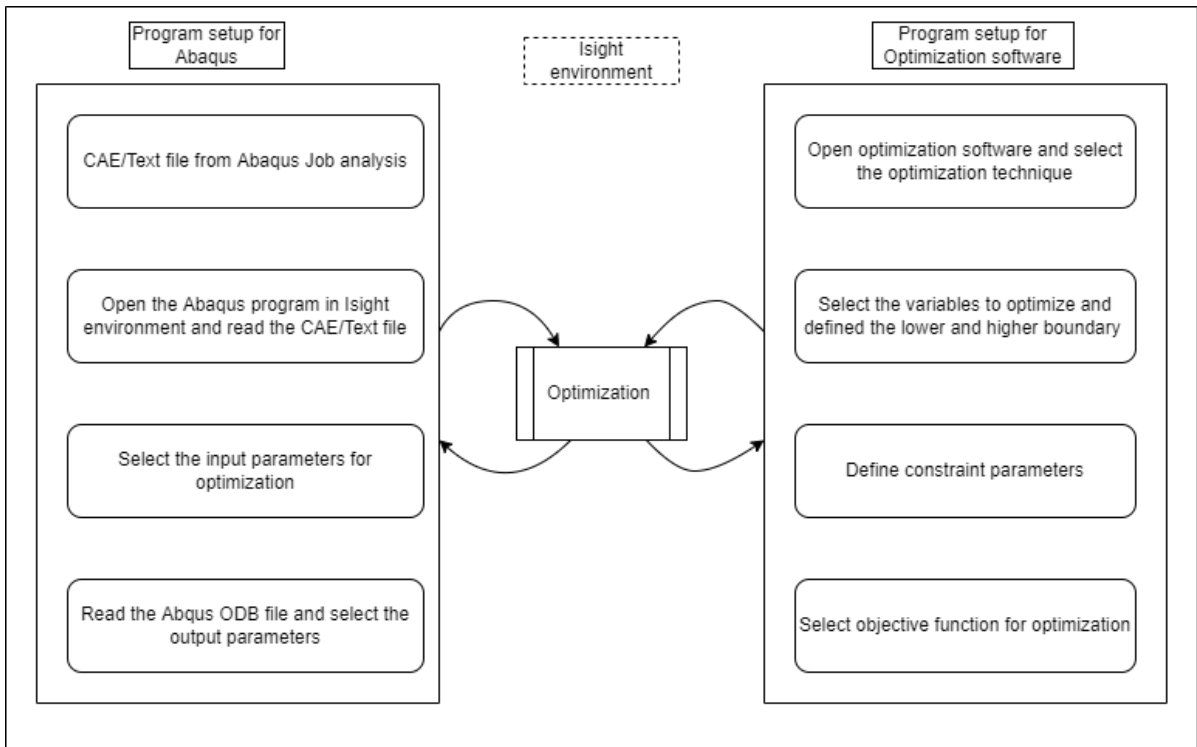 Program setup for
Abaqus
Isight
environment
Program setup for
Optimization software
CAE/Text file from Abaqus Job analysis
Open the Abaqus program in Isight
environment and read the CAE/Text file
Select the input parameters for
optimization
Read the Abqus ODB file and select the
output parameters
Optimization
Open optimization software and select
the optimization technique
Select the variables to optimize and
defined the lower and higher boundary
Define constraint parameters
Select objective function for optimization